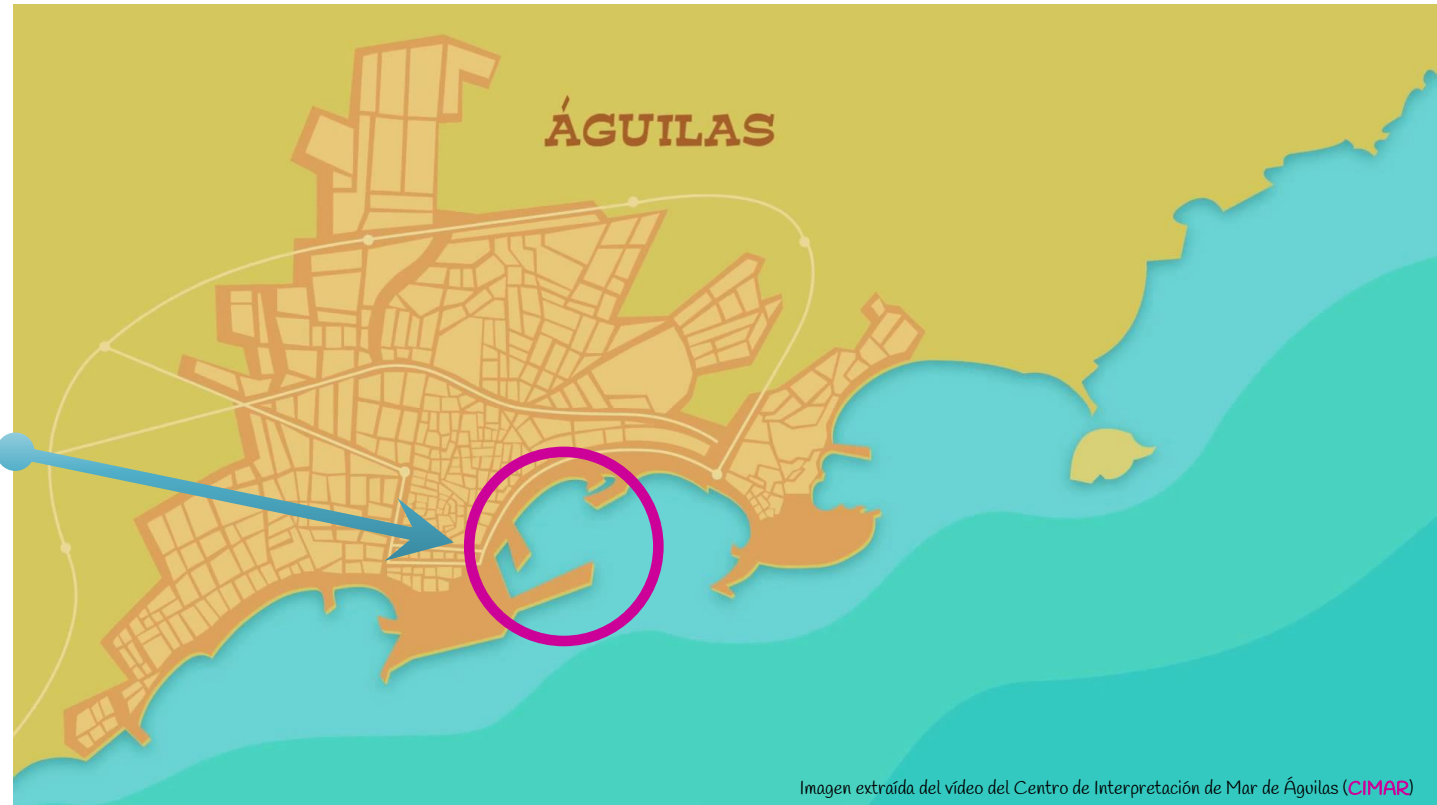 ÁGUILAS
Imagen extraída del vídeo del Centro de Interpretación de Mar de Águilas (CIMAR)